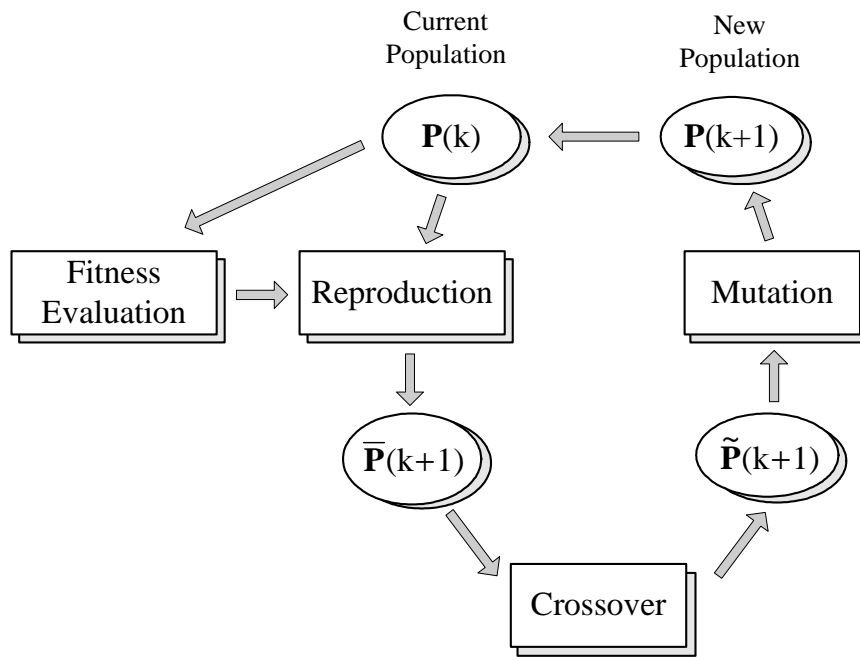 Current
Population
New
Population
P(k)
P(k+1)
Fitness
Evaluation
Reproduction
Mutation
P̅(k+1)
P̃(k+1)
Crossover